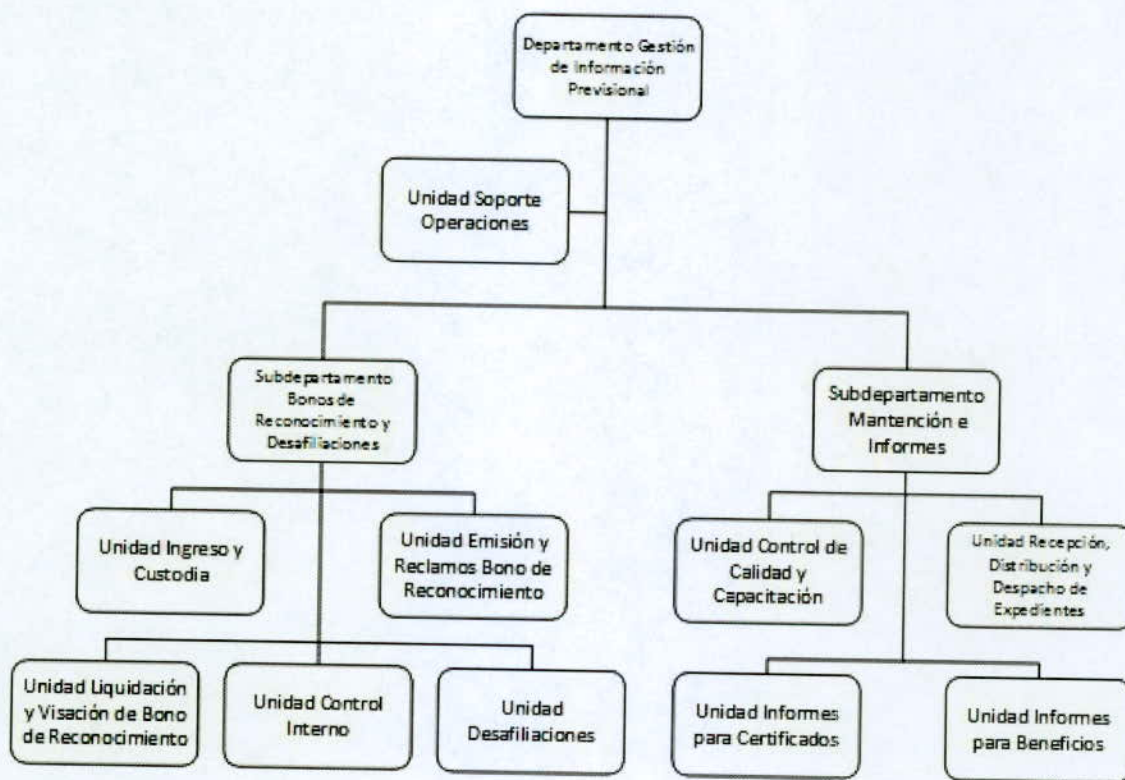 Departamento Gestión
de Información
Previsional
Unidad Soporte
Operaciones
Subdepartamento
Bonos de
Reconocimiento y
Desafiliaciones
Subdepartamento
Mantención e
Informes
Unidad Ingreso y
Custodia
Unidad Emisión y
Reclamos Bono de
Reconocimiento
Unidad Control de
Calidad y
Capacitación
Unidad Recepción,
Distribución y
Despacho de
Expedientes
Unidad Liquidación
y Visación de Bono
de Reconocimiento
Unidad Control
Interno
Unidad
Desafiliaciones
Unidad Informes
para Certificados
Unidad Informes
para Beneficios